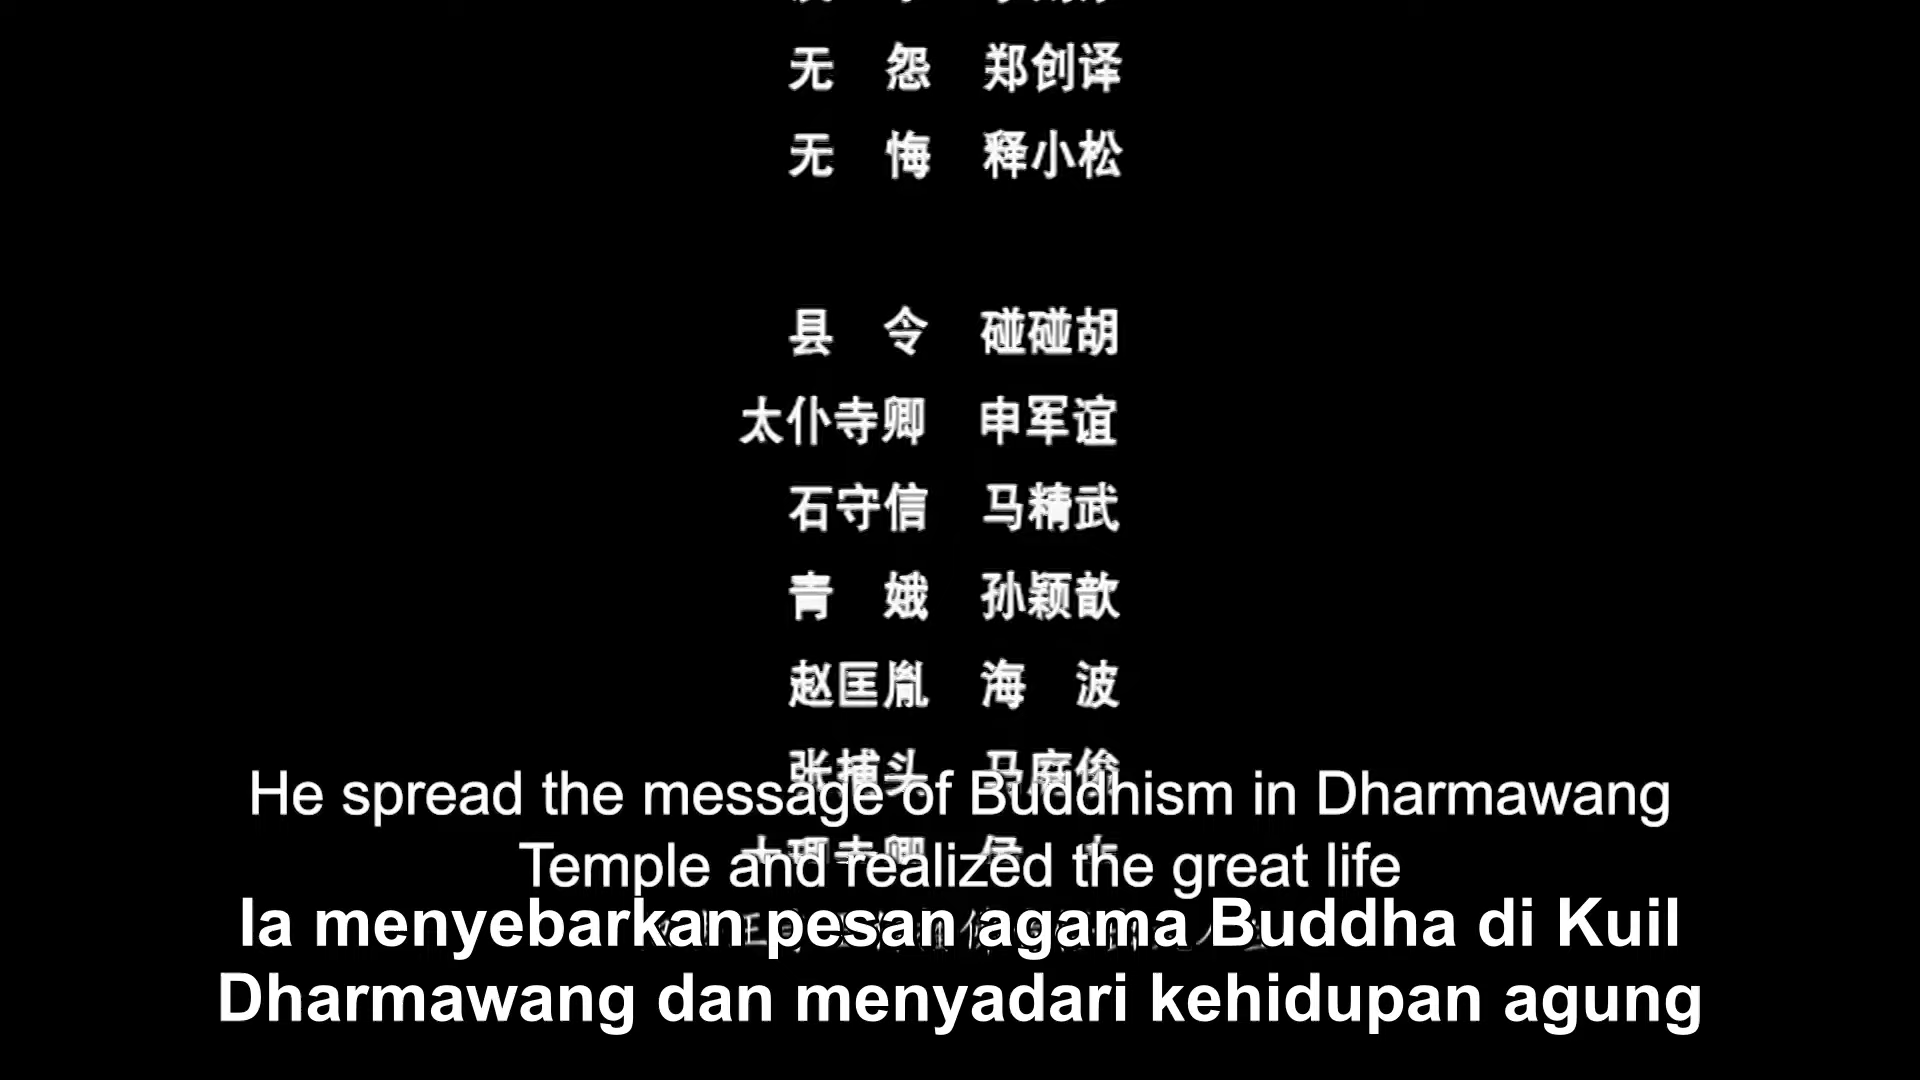 无 怨 郑创译
无 悔 释小松
县 令 碰碰胡
太仆寺卿 申军谊
石守信 马精武
青 娥 孙颖歆
赵匡胤 海 波
张捕头
He spread the message of Buddhism in Dharmawang
Temple and realized the great life
Ia menyebarkan pesan agama Buddha di Kuil
Dharmawang dan menyadari kehidupan agung